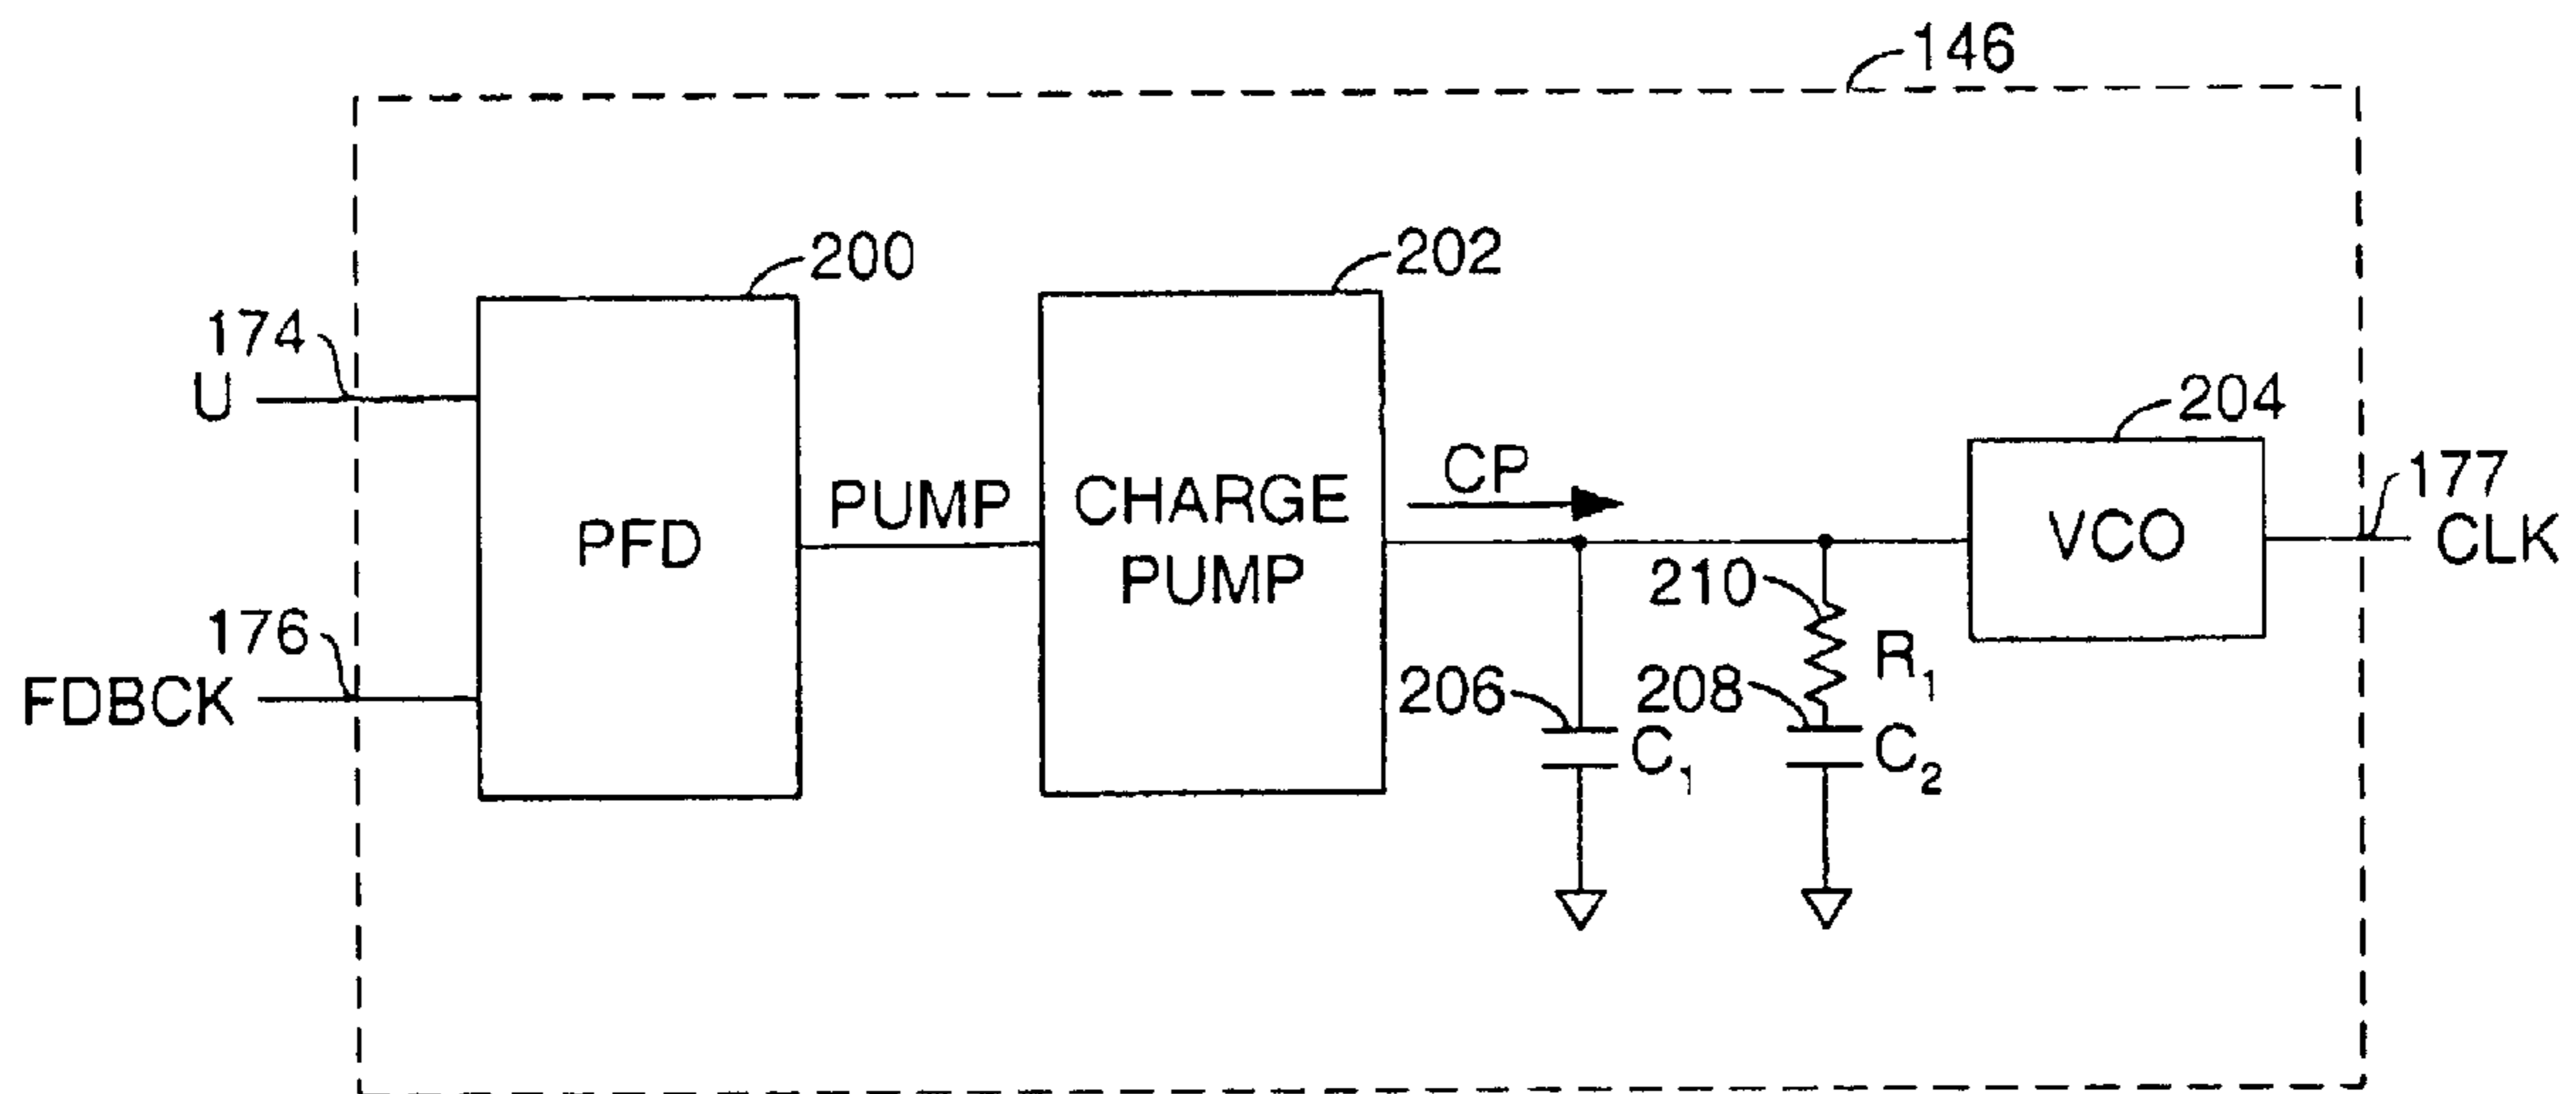 146
200
202
174
U
204
177
CP
PUMP
CHARGE
PUMP
PFD
VCO
CLK
210
176
FDBCK
206
208
R1
C1
C2